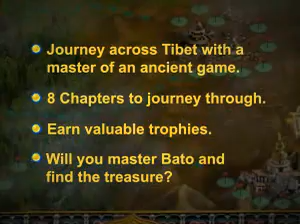 Journey across Tibet with a
master of an ancient game.
8 Chapters to journey through.
Earn valuable trophies.
Will you master Bato and
find the treasure?